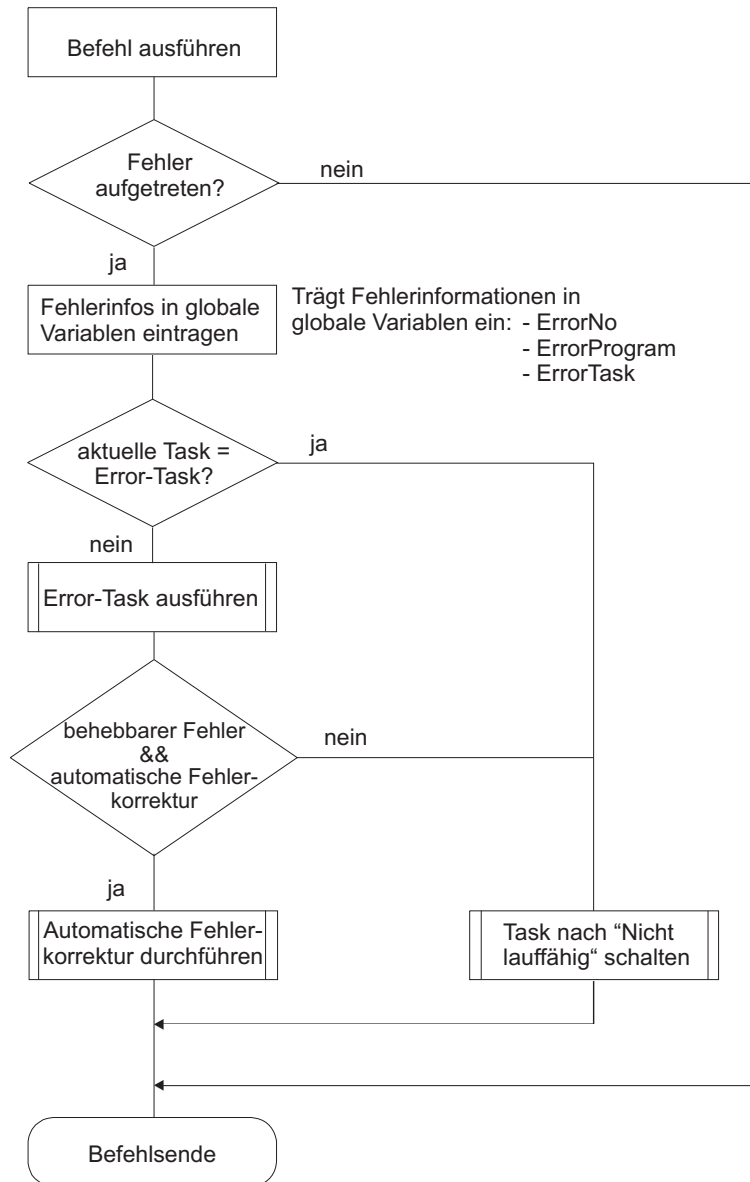 Befehl ausführen
Fehler
aufgetreten?
nein
ja
Fehlerinfos in globale
Variablen eintragen
Trägt Fehlerinformationen in
globale Variablen ein: - ErrorNo
- ErrorProgram
- ErrorTask
aktuelle Task =
Error-Task?
ja
nein
Error-Task ausführen
behebbarer Fehler
&&
automatische Fehler-
korrektur
nein
ja
Automatische Fehler-
korrektur durchführen
Task nach “Nicht
lauffähig“ schalten
Befehlsende